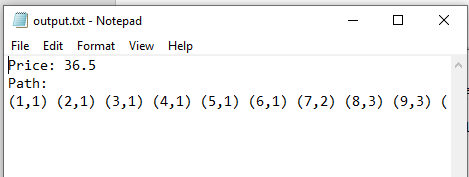 output.txt - Notepad
File Edit Format View Help
Price: 36.5
Path:
(1,1) (2,1) (3,1) (4,1) (5,1) (6,1) (7,2) (8,3) (9,3) (